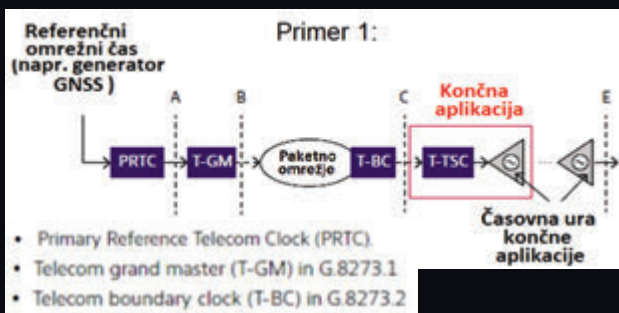 Referenčni
omrežni čas
(napr. generator
GNSS )
Primer 1:
A
B
C
Končna
aplikacija
E
PRTC
T-GM
Paketno
omrežje
T-BC
T-TSC
Časovna ura
končne
aplikacije
• Primary Reference Telecom Clock (PRTC).
• Telecom grand master (T-GM) in G.8273.1
• Telecom boundary clock (T-BC) in G.8273.2